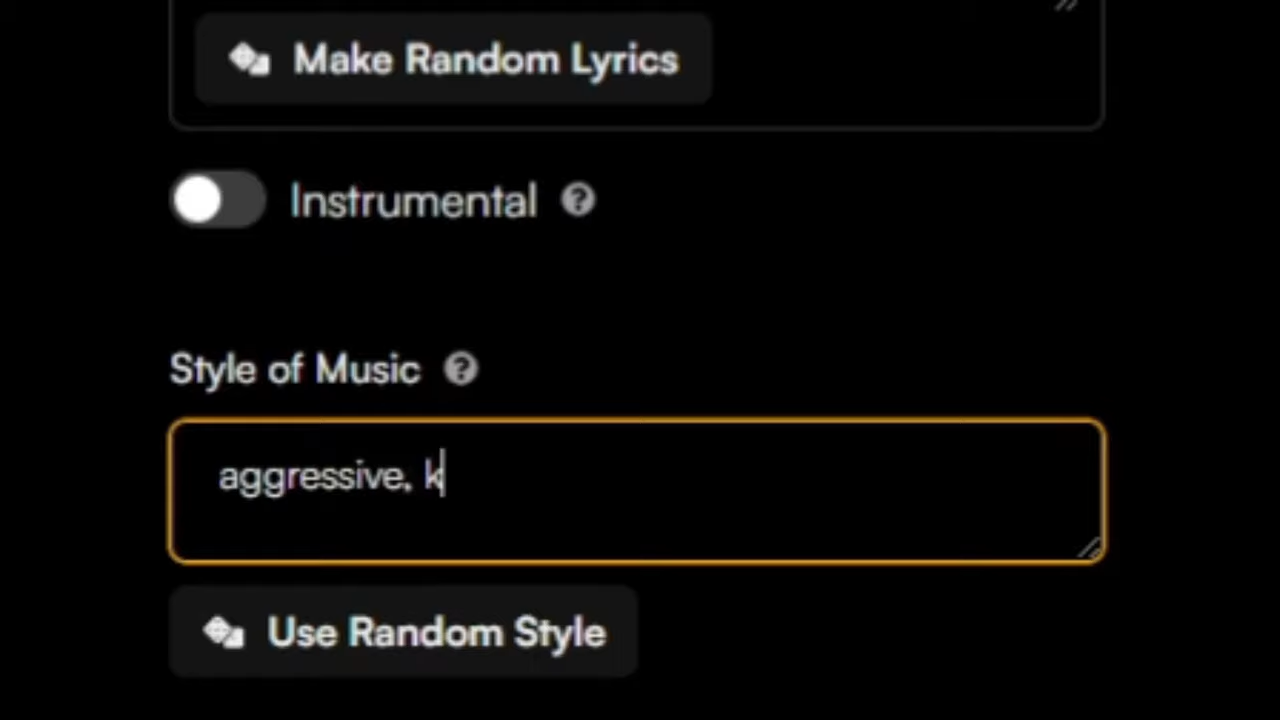 Make Random Lyrics
Instrumental ?
Style of Music ?
aggressive, k
Use Random Style